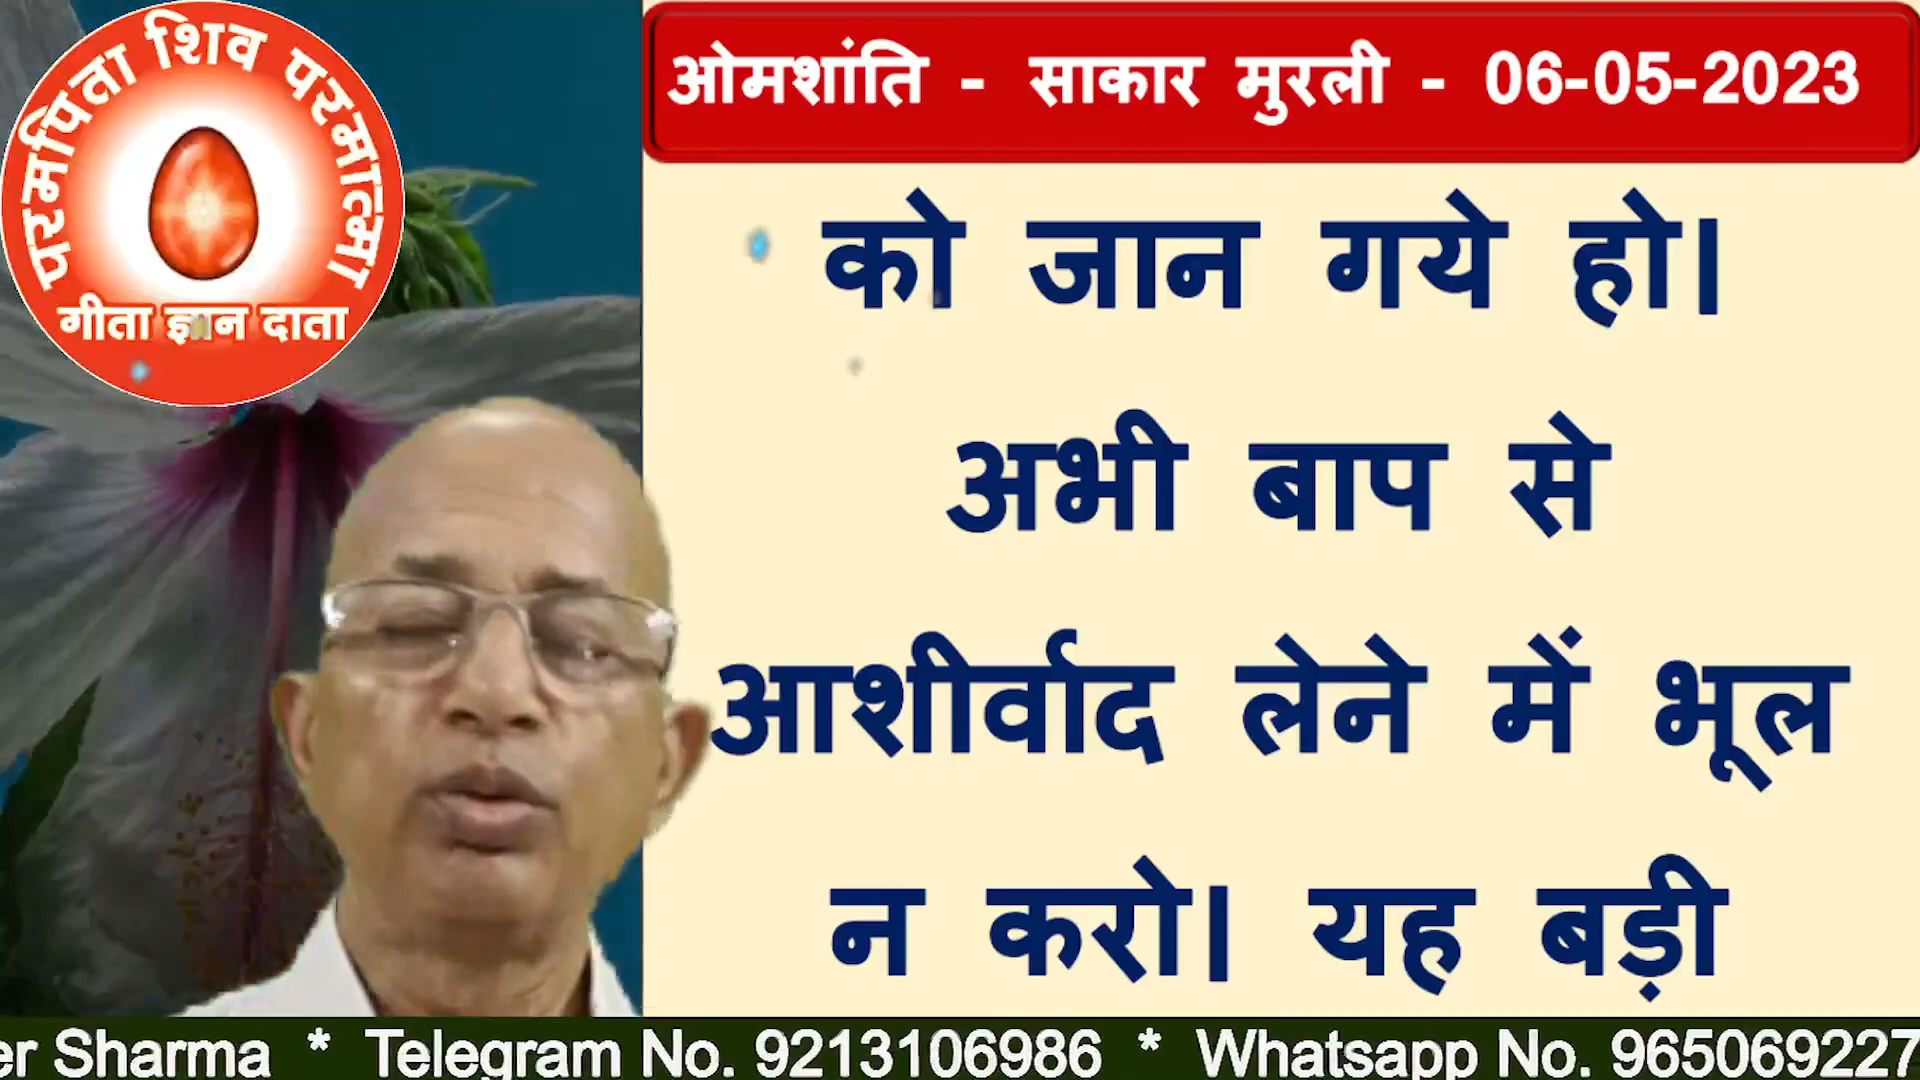 परमपिता शिव परमात्मा
गीता ज्ञान दाता
ओमशांति - साकार मुरली - 06-05-2023
को जान गये हो।
अभी बाप से
आशीर्वाद लेने में भूल
न करो। यह बड़ी
er Sharma * Telegram No. 9213106986 * Whatsapp No. 965069227